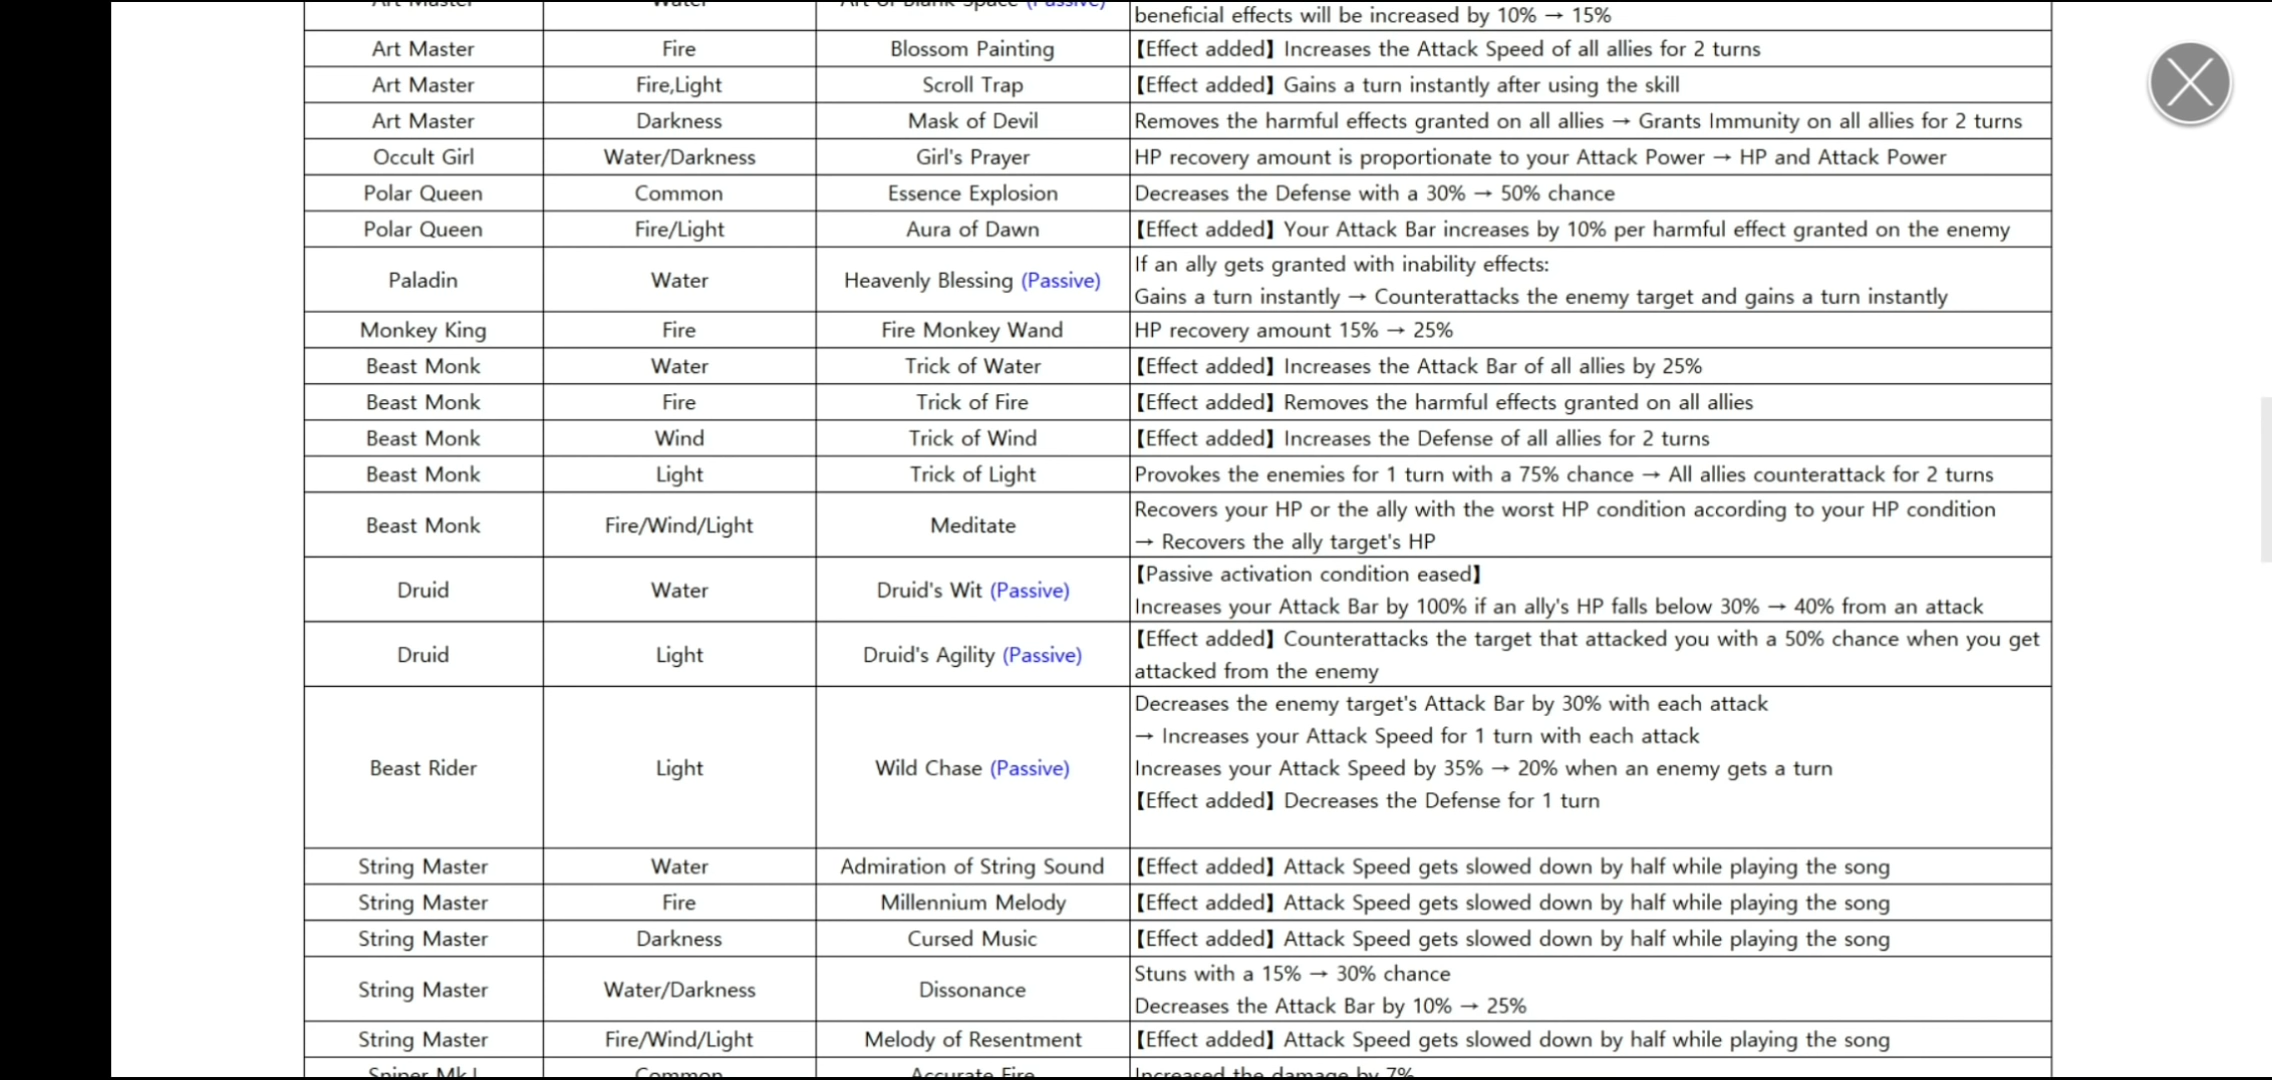 Art Master Water Art of Blank Space (Passive) beneficial effects will be increased by 10% → 15%
Art Master Fire Blossom Painting 【Effect added】 Increases the Attack Speed of all allies for 2 turns
Art Master Fire,Light Scroll Trap 【Effect added】 Gains a turn instantly after using the skill
Art Master Darkness Mask of Devil Removes the harmful effects granted on all allies → Grants Immunity on all allies for 2 turns
Occult Girl Water/Darkness Girl's Prayer HP recovery amount is proportionate to your Attack Power → HP and Attack Power
Polar Queen Common Essence Explosion Decreases the Defense with a 30% → 50% chance
Polar Queen Fire/Light Aura of Dawn 【Effect added】 Your Attack Bar increases by 10% per harmful effect granted on the enemy
Paladin Water Heavenly Blessing (Passive) If an ally gets granted with inability effects:
Gains a turn instantly → Counterattacks the enemy target and gains a turn instantly
Monkey King Fire Fire Monkey Wand HP recovery amount 15% → 25%
Beast Monk Water Trick of Water 【Effect added】 Increases the Attack Bar of all allies by 25%
Beast Monk Fire Trick of Fire 【Effect added】 Removes the harmful effects granted on all allies
Beast Monk Wind Trick of Wind 【Effect added】 Increases the Defense of all allies for 2 turns
Beast Monk Light Trick of Light Provokes the enemies for 1 turn with a 75% chance → All allies counterattack for 2 turns
Beast Monk Fire/Wind/Light Meditate Recovers your HP or the ally with the worst HP condition according to your HP condition
→ Recovers the ally target's HP
Druid Water Druid's Wit (Passive) 【Passive activation condition eased】
Increases your Attack Bar by 100% if an ally's HP falls below 30% → 40% from an attack
Druid Light Druid's Agility (Passive) 【Effect added】 Counterattacks the target that attacked you with a 50% chance when you get
attacked from the enemy
Beast Rider Light Wild Chase (Passive) Decreases the enemy target's Attack Bar by 30% with each attack
→ Increases your Attack Speed for 1 turn with each attack
Increases your Attack Speed by 35% → 20% when an enemy gets a turn
【Effect added】 Decreases the Defense for 1 turn
String Master Water Admiration of String Sound 【Effect added】 Attack Speed gets slowed down by half while playing the song
String Master Fire Millennium Melody 【Effect added】 Attack Speed gets slowed down by half while playing the song
String Master Darkness Cursed Music 【Effect added】 Attack Speed gets slowed down by half while playing the song
String Master Water/Darkness Dissonance Stuns with a 15% → 30% chance
Decreases the Attack Bar by 10% → 25%
String Master Fire/Wind/Light Melody of Resentment 【Effect added】 Attack Speed gets slowed down by half while playing the song
Sniper Mk.I Common Accurate Fire Increased the damage by 7%